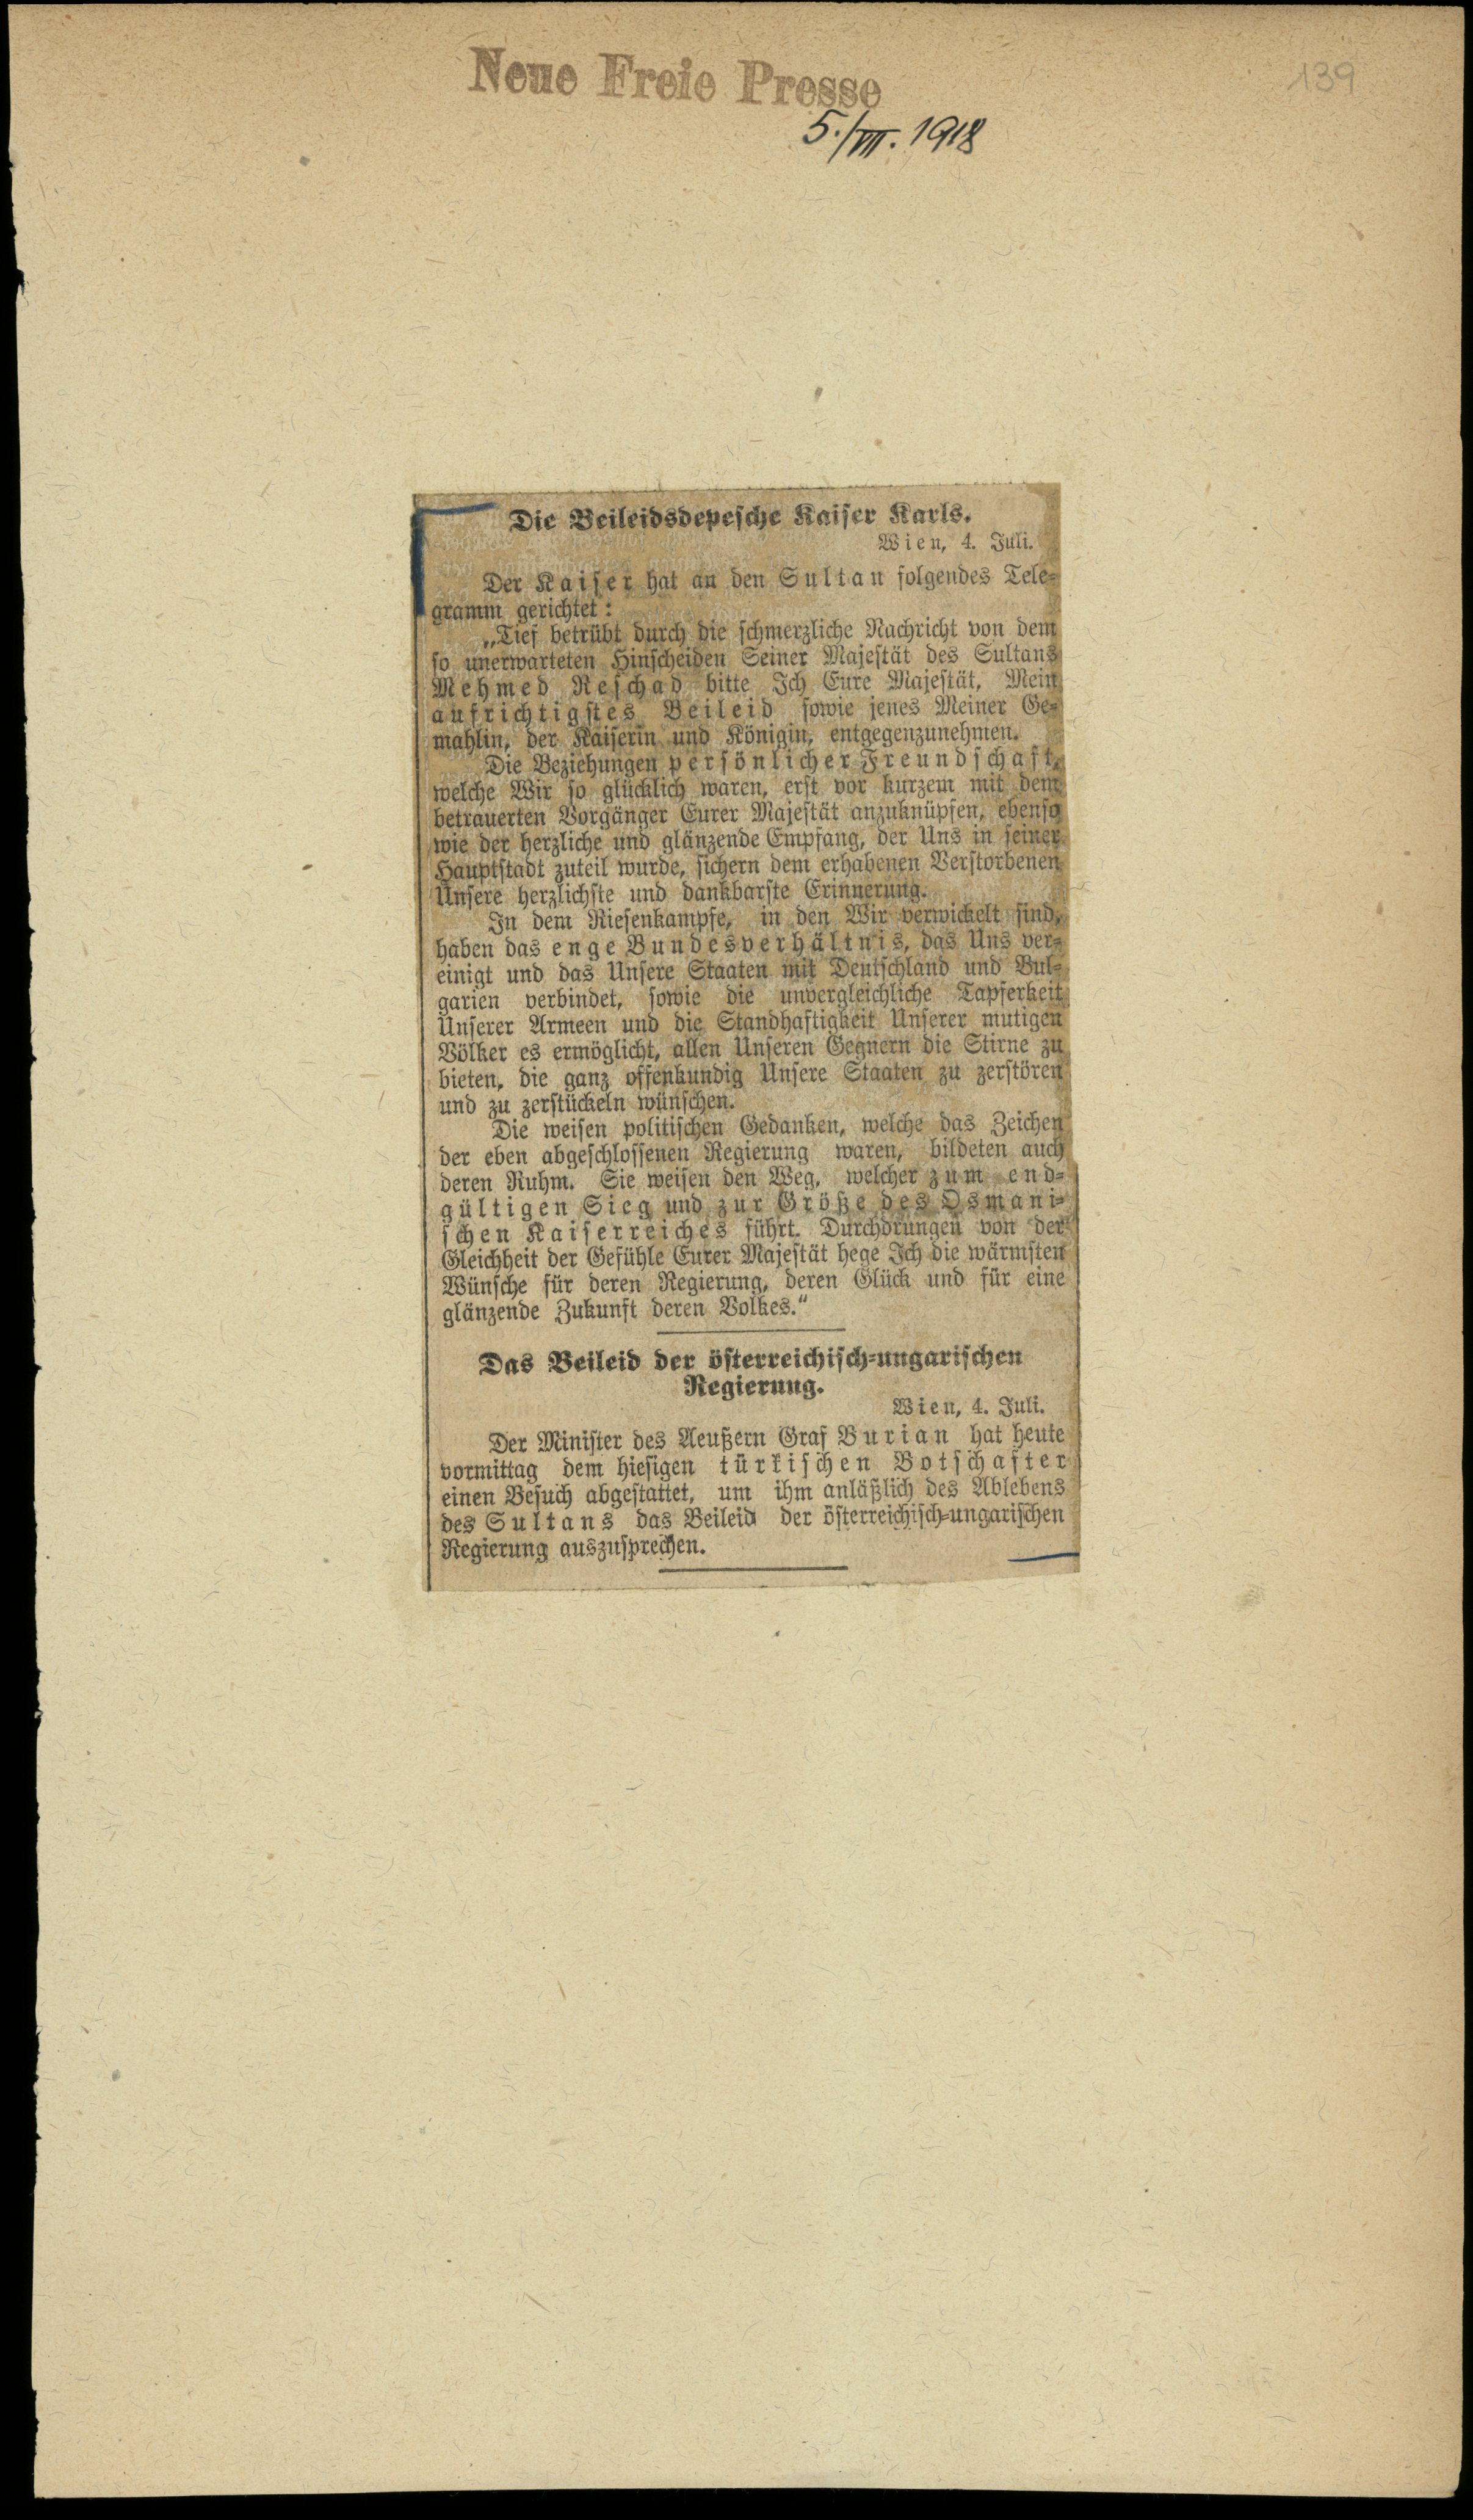 Neue Freie Presse
139
5./VII. 1918
Die Beileidsdepesche Kaiser Karls.
Wien, 4. Juli.
Der Kaiser hat an den Sultan folgendes Tele-
gramm gerichtet:
„Tief betrübt durch die schmerzliche Nachricht von dem
so unerwarteten Hinscheiden Seiner Majestät des Sultans
Mehmed Reschad bitte Ich Eure Majestät, Mein
aufrichtigstes Beileid sowie jenes Meiner Ge-
mahlin, der Kaiserin und Königin, entgegenzunehmen.
Die Beziehungen persönlicher Freundschaft,
welche Wir so glücklich waren, erst vor kurzem mit dem
betrauerten Vorgänger Eurer Majestät anzuknüpfen, ebenso
wie der herzliche und glänzende Empfang, der Uns in seiner
Hauptstadt zuteil wurde, sichern dem erhabenen Verstorbenen
Unsere herzlichste und dankbarste Erinnerung.
In dem Riesenkampfe, in den Wir verwickelt sind,
haben das enge Bundesverhältnis, das Uns ver-
einigt und das Unsere Staaten mit Deutschland und Bul-
garien verbindet, sowie die unvergleichliche Tapferkeit
Unserer Armeen und die Standhaftigkeit Unserer mutigen
Völker es ermöglicht, allen Unseren Gegnern die Stirne zu
bieten, die ganz offenkundig Unsere Staaten zu zerstören
und zu zerstückeln wünschen.
Die weisen politischen Gedanken, welche das Zeichen
der eben abgeschlossenen Regierung waren, bildeten auch
deren Ruhm. Sie weisen den Weg, welcher zum end-
gültigen Sieg und zur Größe des Osmani-
schen Kaiserreiches führt. Durchdrungen von der
Gleichheit der Gefühle Eurer Majestät hege Ich die wärmsten
Wünsche für deren Regierung, deren Glück und für eine
glänzende Zukunft deren Volkes.“
Das Beileid der österreichisch-ungarischen
Regierung.
Wien, 4. Juli.
Der Minister des Aeußern Graf Burian hat heute
vormittag dem hiesigen türkischen Botschafter
einen Besuch abgestattet, um ihm anläßlich des Ablebens
des Sultans das Beileid der österreichisch-ungarischen
Regierung auszusprechen.